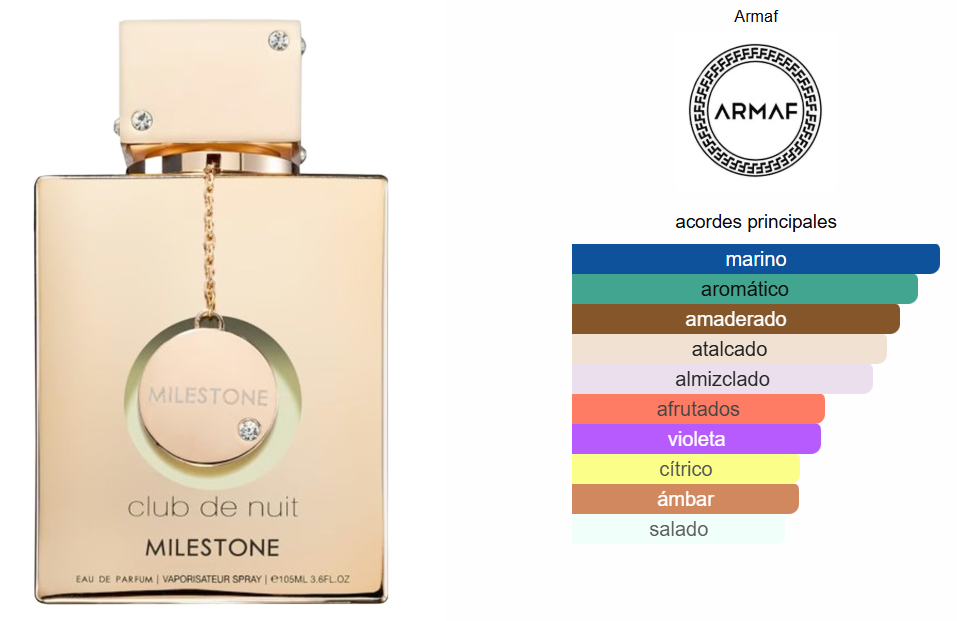 MILESTONE
club de nuit
MILESTONE
EAU DE PARFUM | VAPORISATEUR SPRAY | ℮105ML 3.6FL.OZ
Armaf
ARMAF
acordes principales
marino
aromático
amaderado
atalcado
almizclado
afrutados
violeta
cítrico
ámbar
salado